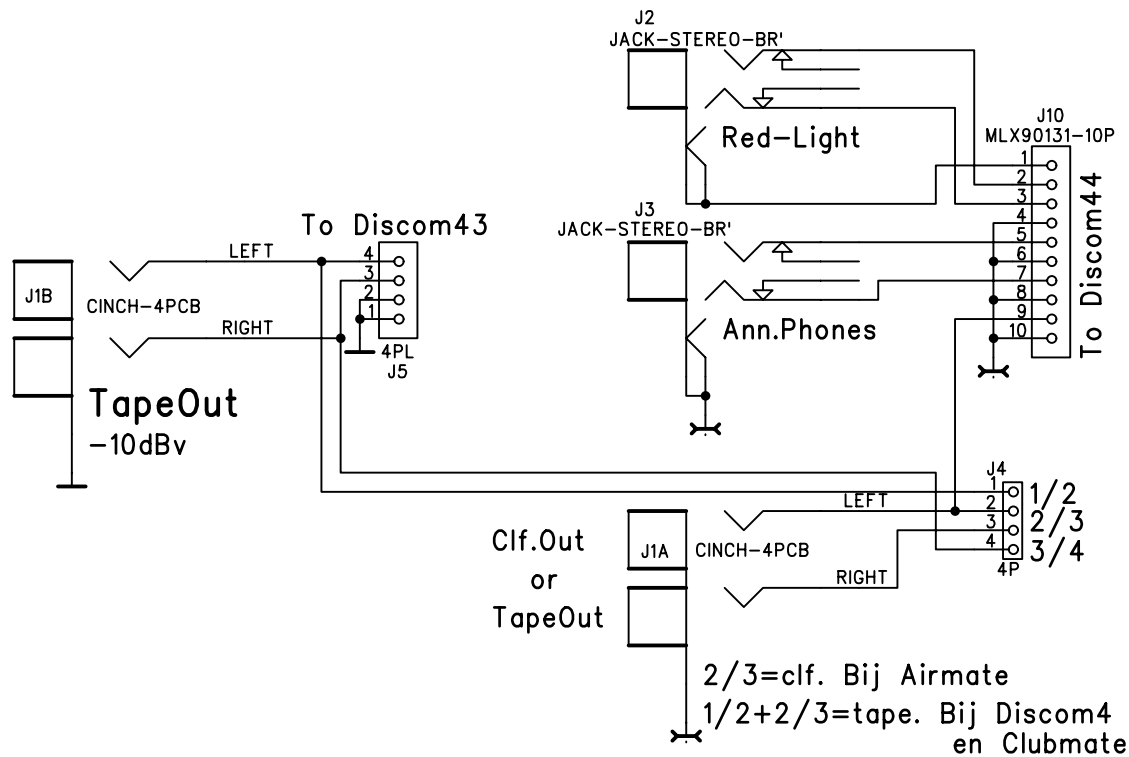 J2
JACK-STEREO-BR'
Red-Light
J10
MLX90131-10P
1
2
3
4
5
6
7
8
9
10
To Discom44
J3
JACK-STEREO-BR'
Ann.Phones
To Discom43
LEFT
4
3
2
1
J1B
CINCH-4PCB
RIGHT
4PL
J5
TapeOut
-10dBv
J4
1
2
3
4
1/2
2/3
3/4
4P
LEFT
Clf.Out
or
TapeOut
J1A
CINCH-4PCB
RIGHT
2/3=clf. Bij Airmate
1/2+2/3=tape. Bij Discom4
en Clubmate